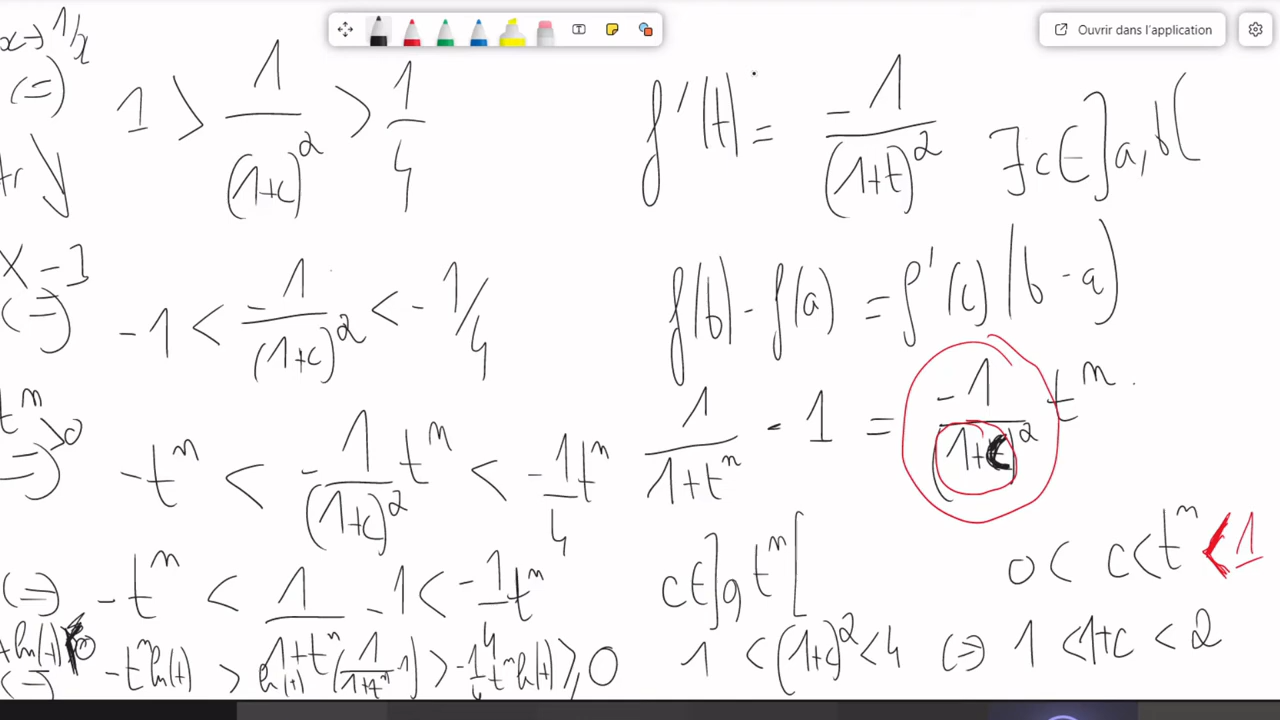 Ouvrir dans l'application
x → 1/x
(=) 1 > 1/(1+c)² > 1/4
x -1
(=) -1 < -1/(1+c)² < -1/4
tⁿ > 0
(=) -tⁿ < -1/(1+c)² tⁿ < -1/4 tⁿ
(=) -tⁿ < 1/(1+tⁿ) -1 < -1/4 tⁿ
(=) -tⁿ ln(t) > ln(t) (1/(1+tⁿ) -1) > -1/4 tⁿ ln(t) ⩾ 0
f'(t) = -1/(1+t)² ∃c∈]a,b[
f(b) - f(a) = f'(c) (b-a)
1/(1+tⁿ) - 1 = -1/(1+c)² tⁿ
c∈]0, tⁿ[ 0 < c < tⁿ < 1
1 < (1+c)² < 4 (=) 1 < 1+c < 2